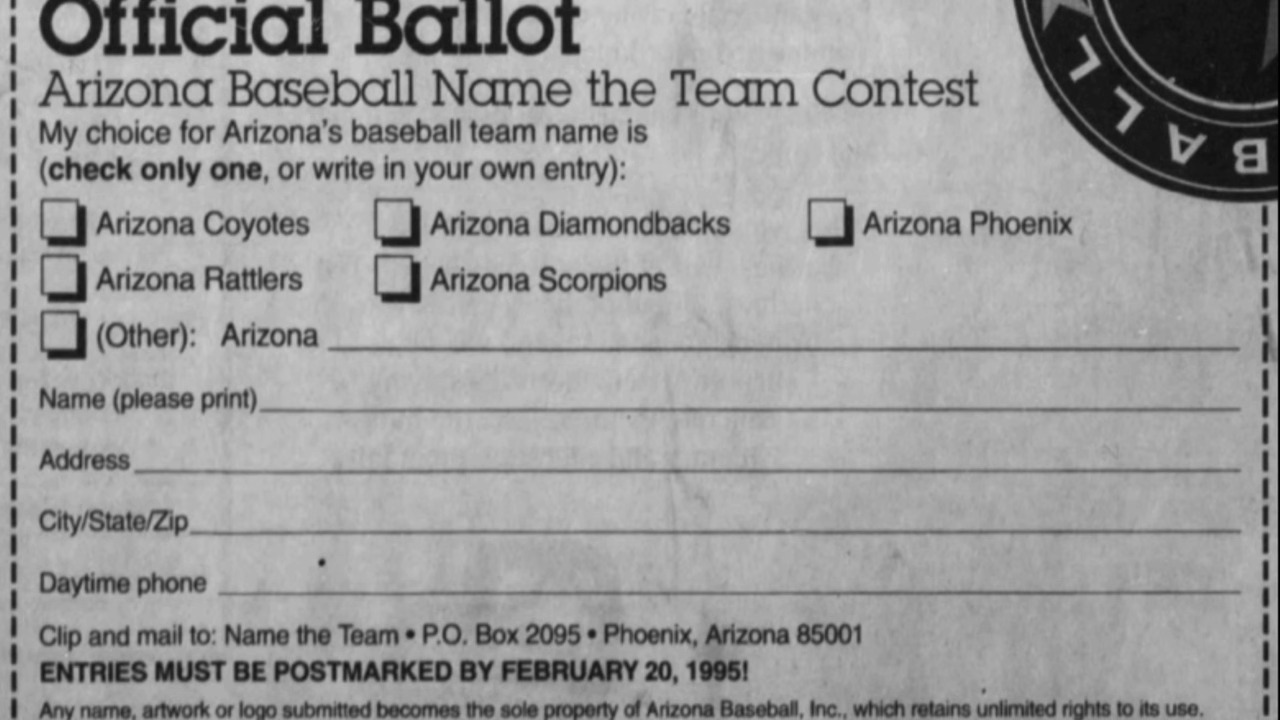 Official Ballot
Arizona Baseball Name the Team Contest
My choice for Arizona's baseball team name is
(check only one, or write in your own entry):
Arizona Coyotes Arizona Diamondbacks Arizona Phoenix
Arizona Rattlers Arizona Scorpions
(Other): Arizona
Name (please print)
Address
City/State/Zip
Daytime phone
Clip and mail to: Name the Team • P.O. Box 2095 • Phoenix, Arizona 85001
ENTRIES MUST BE POSTMARKED BY FEBRUARY 20, 1995!
Any name, artwork or logo submitted becomes the sole property of Arizona Baseball, Inc., which retains unlimited rights to its use.
BALL